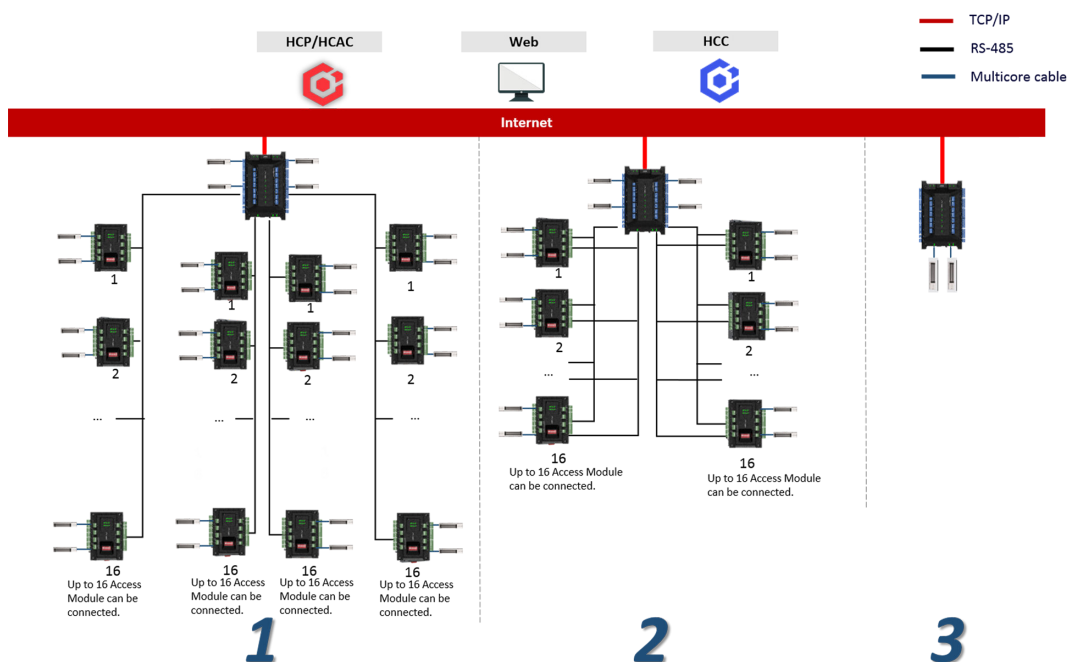 TCP/IP
HCP/HCAC
Web
HCC
RS-485
Multicore cable
Internet
1
1
1
1
2
2
2
2
...
...
...
...
16
16
16
16
Up to 16 Access
Module can be
connected.
Up to 16 Access
Module can be
connected.
Up to 16 Access
Module can be
connected.
Up to 16 Access
Module can be
connected.
1
1
1
2
2
...
...
16
16
Up to 16 Access Module
can be connected.
Up to 16 Access Module
can be connected.
2
3